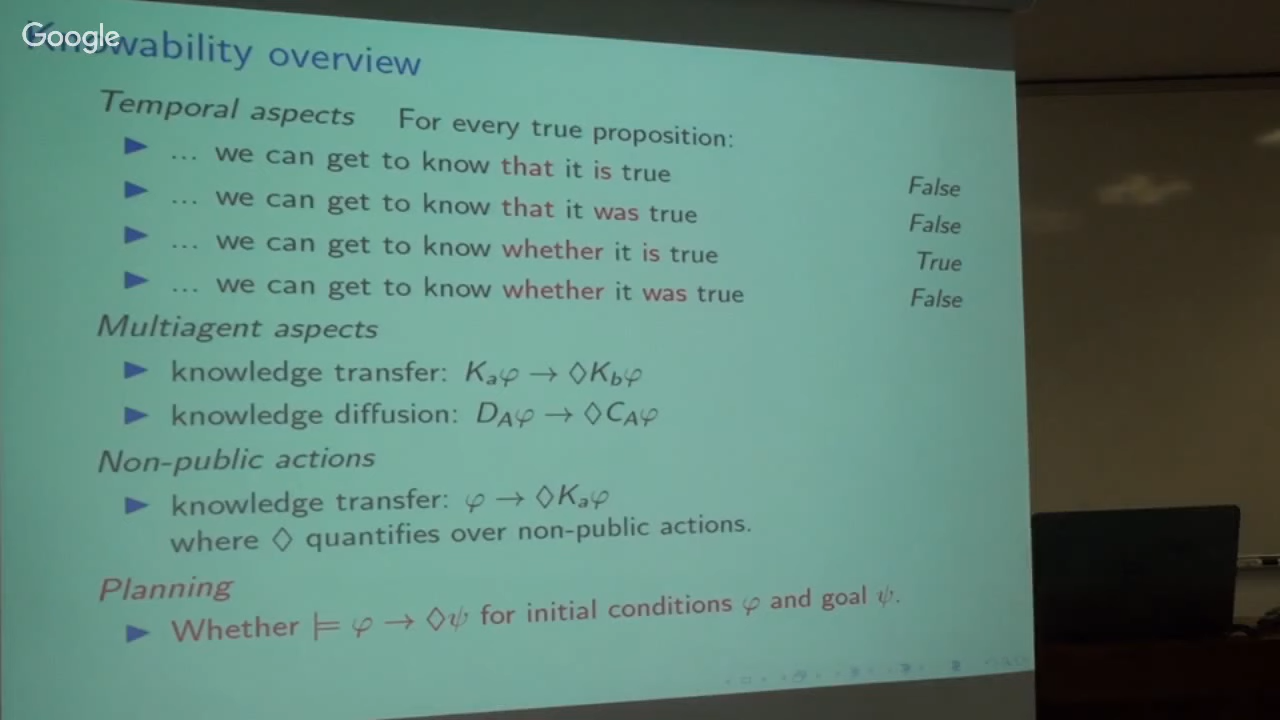 Google
Knowability overview
Temporal aspects For every true proposition:
▶ ... we can get to know that it is true False
▶ ... we can get to know that it was true False
▶ ... we can get to know whether it is true True
▶ ... we can get to know whether it was true False
Multiagent aspects
▶ knowledge transfer: Kₐφ → ◊K_bφ
▶ knowledge diffusion: D_Aφ → ◊C_Aφ
Non-public actions
▶ knowledge transfer: φ → ◊Kₐφ
where ◊ quantifies over non-public actions.
Planning
▶ Whether ⊨ φ → ◊ψ for initial conditions φ and goal ψ.